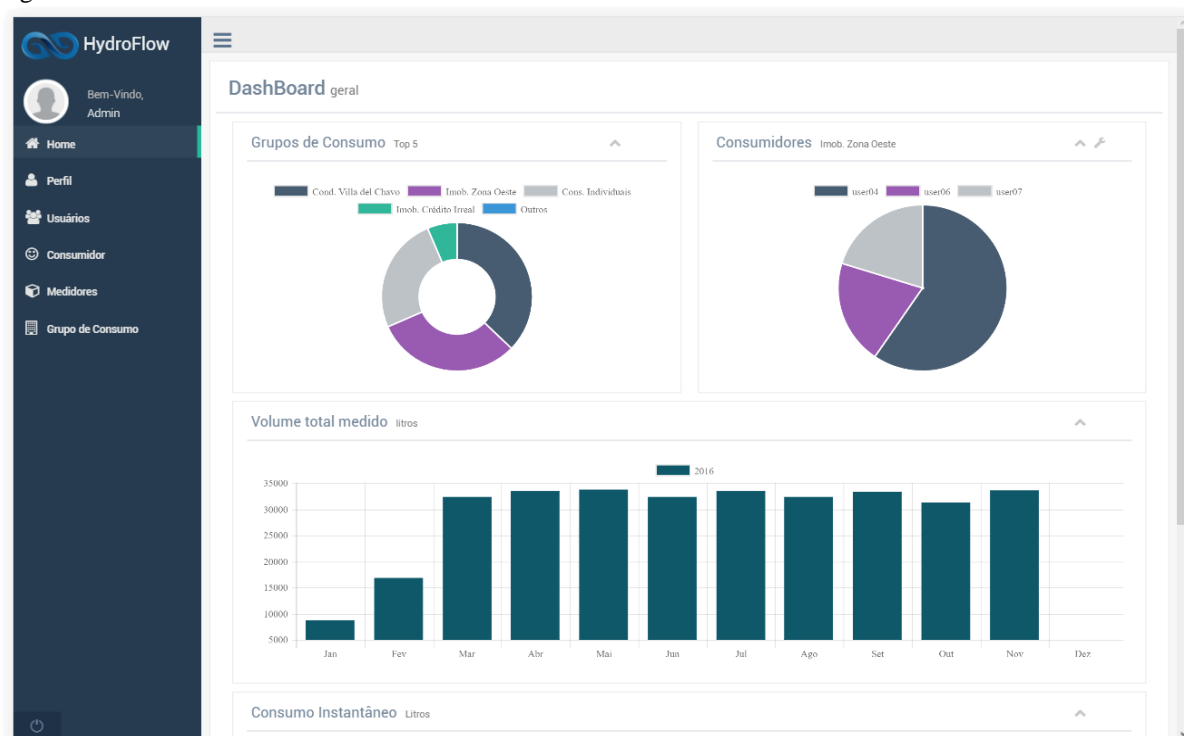 HydroFlow
Bem-Vindo,
Admin
Home
Perfil
Usuários
Consumidor
Medidores
Grupo de Consumo
DashBoard geral
Grupos de Consumo Top 5
Cond. Villa del Chavo Imob. Zona Oeste Cons. Individuais
Imob. Crédito Irreal Outros
Consumidores Imob. Zona Oeste
user04 user06 user07
Volume total medido litros
2016
35000
30000
25000
20000
15000
10000
5000
Jan Fev Mar Abr Mai Jun Jul Ago Set Out Nov Dez
Consumo Instantâneo Litros